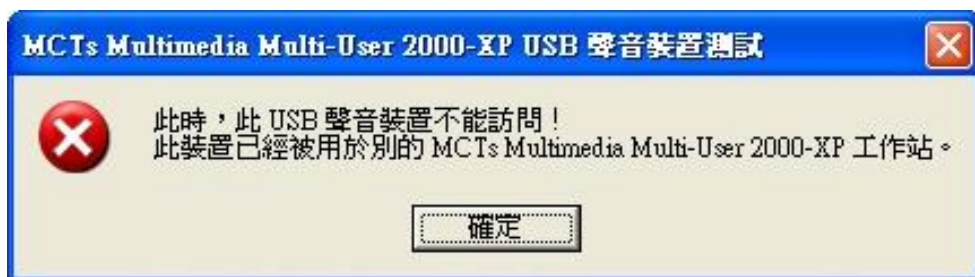 MCTs Multimedia Multi-User 2000-XP USB 聲音裝置測試
此時，此 USB 聲音裝置不能訪問！
此裝置已經被用於別的 MCTs Multimedia Multi-User 2000-XP 工作站。
確定